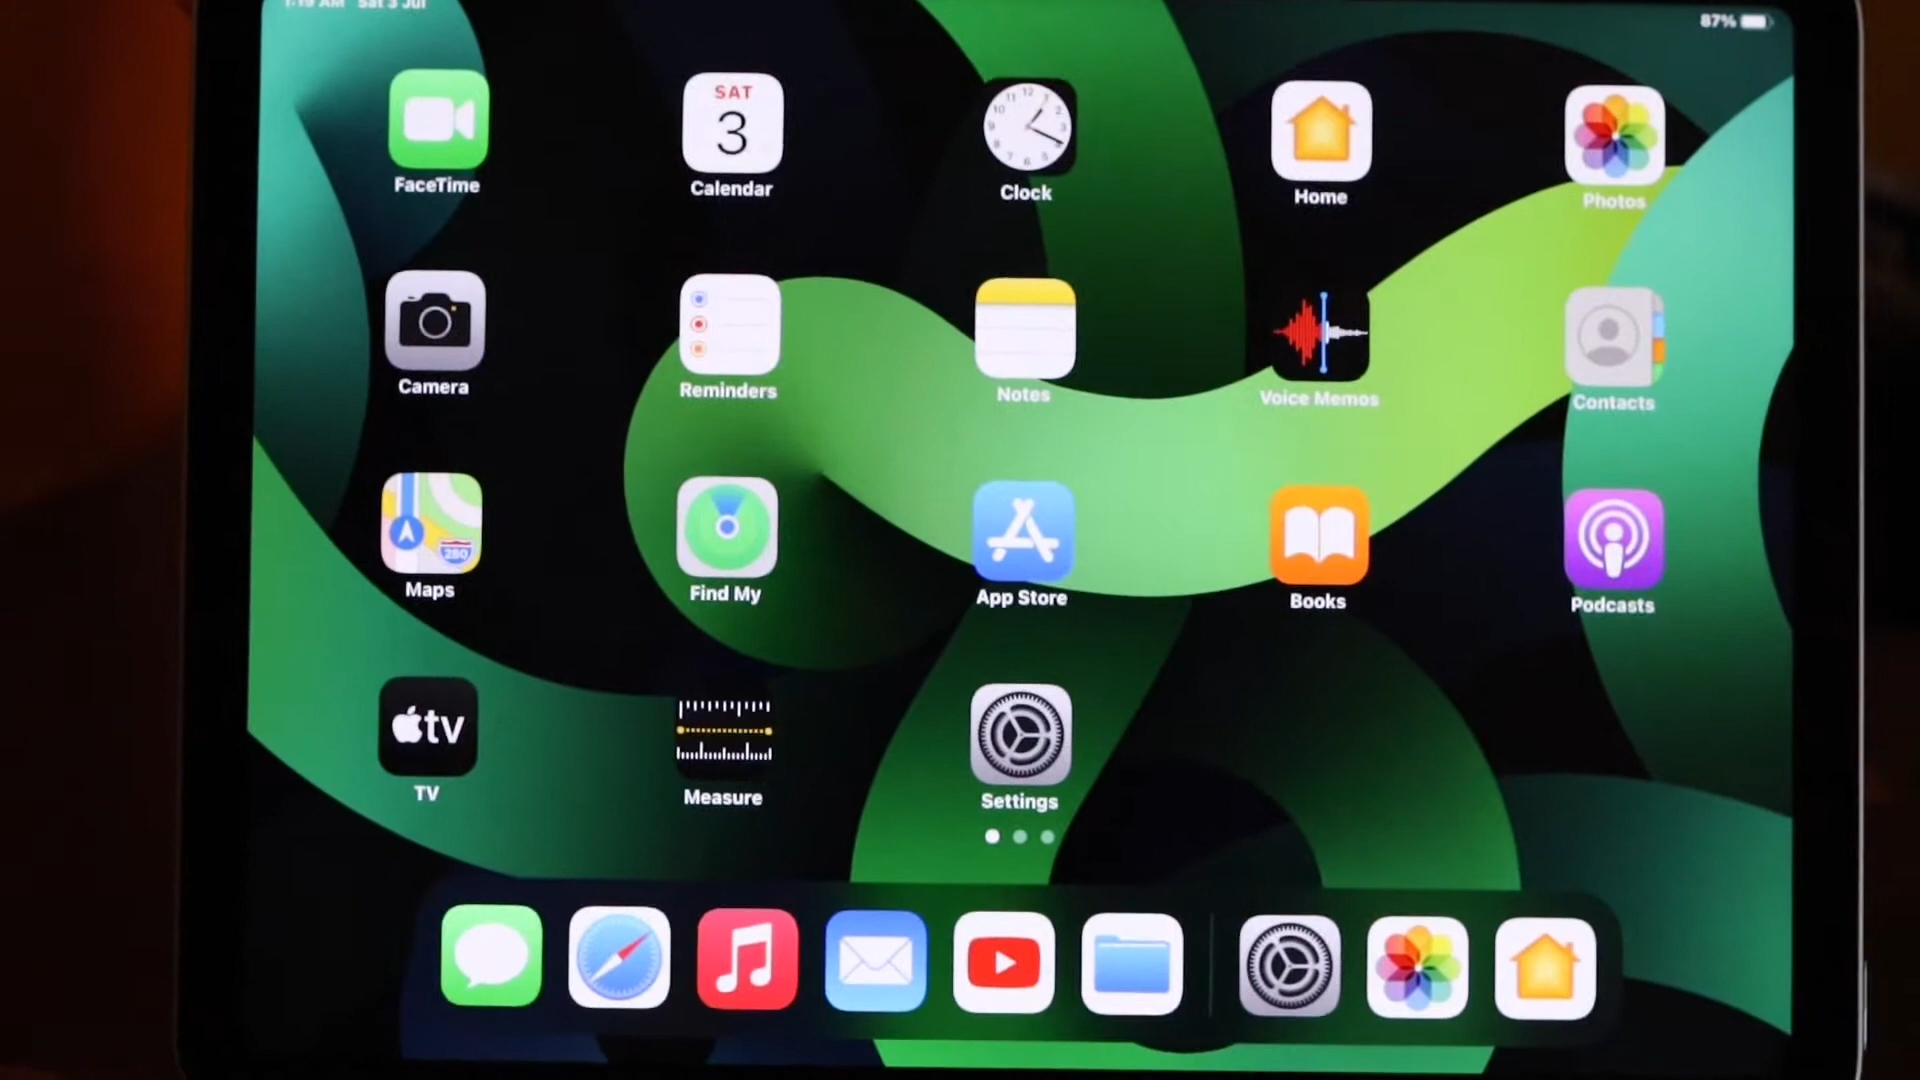 1:19 AM Sat 3 Jul
87%
SAT
3
FaceTime
Calendar
Clock
Home
Photos
Camera
Reminders
Notes
Voice Memos
Contacts
280
Maps
Find My
App Store
Books
Podcasts
tv
TV
Measure
Settings